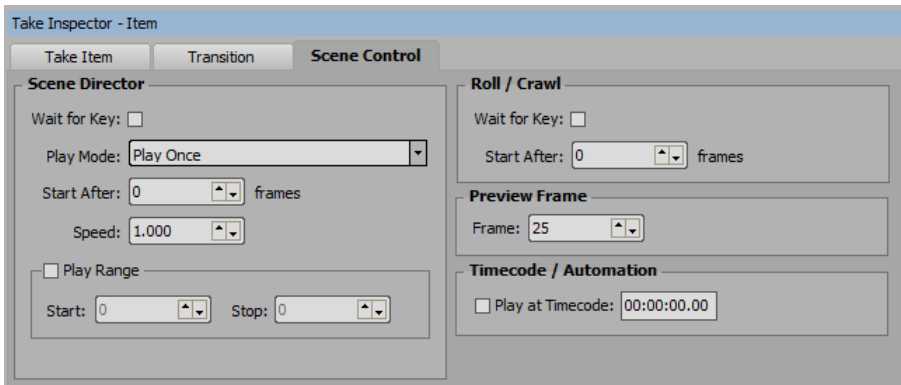 Take Inspector - Item
Take Item
Transition
Scene Control
Scene Director
Wait for Key:
Play Mode: Play Once
Start After: 0 frames
Speed: 1.000
Play Range
Start: 0 Stop: 0
Roll / Crawl
Wait for Key:
Start After: 0 frames
Preview Frame
Frame: 25
Timecode / Automation
Play at Timecode: 00:00:00.00